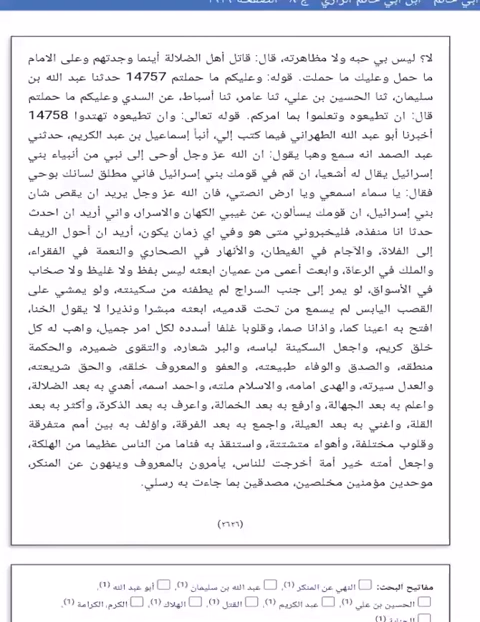 أبي حاتم - ابن أبي حاتم الرازي - ج ٨ - الصفحة ٢٦٢٦
لا؟ ليس بي حبه ولا مظاهرته، قال: قاتل أهل الضلالة أينما وجدتهم وعلى الامام
ما حمل وعليك ما حملت. قوله: وعليكم ما حملتم 14757 حدثنا عبد الله بن
سليمان، ثنا الحسين بن علي، ثنا عامر، ثنا أسباط، عن السدي وعليكم ما حملتم
قال: ان تطيعوه وتعلموا بما امركم. قوله تعالى: وان تطيعوه تهتدوا 14758
أخبرنا أبو عبد الله الطهراني فيما كتب إلي، أنبأ إسماعيل بن عبد الكريم، حدثني
عبد الصمد انه سمع وهبا يقول: ان الله عز وجل أوحى إلى نبي من أنبياء بني
إسرائيل يقال له أشعيا، ان قم في قومك بني إسرائيل فاني مطلق لسانك بوحي
فقال: يا سماء اسمعي ويا ارض انصتي، فان الله عز وجل يريد ان يقص شان
بني إسرائيل، ان قومك يسألون، عن غيبي الكهان والاسرار، واني أريد ان احدث
حدثا انا منفذه، فليخبروني متى هو وفي اي زمان يكون، أريد ان أحول الريف
إلى الفلاة، والآجام في الغيطان، والأنهار في الصحاري والنعمة في الفقراء،
والملك في الرعاة، وابعث أعمى من عميان ابعثه ليس بفظ ولا غليظ ولا صخاب
في الأسواق، لو يمر إلى جنب السراج لم يطفئه من سكينته، ولو يمشي على
القصب اليابس لم يسمع من تحت قدميه، ابعثه مبشرا ونذيرا لا يقول الخنا،
افتح به اعينا كما، واذانا صما، وقلوبا غلفا أسدده لكل امر جميل، واهب له كل
خلق كريم، واجعل السكينة لباسه، والبر شعاره، والتقوى ضميره، والحكمة
منطقه، والصدق والوفاء طبيعته، والعفو والمعروف خلقه، والحق شريعته،
والعدل سيرته، والهدى امامه، والاسلام ملته، واحمد اسمه، أهدي به بعد الضلالة،
واعلم به بعد الجهالة، وارفع به بعد الخمالة، واعرف به بعد الذكرة، وأكثر به بعد
القلة، واغني به بعد العيلة، واجمع به بعد الفرقة، واؤلف به بين أمم متفرقة
وقلوب مختلفة، وأهواء متشتتة، واستنقذ به فئاما من الناس عظيما من الهلكة،
واجعل أمته خير أمة أخرجت للناس، يأمرون بالمعروف وينهون عن المنكر،
موحدين مؤمنين مخلصين، مصدقين بما جاءت به رسلي.
(٢٦٢٦)
مفاتيح البحث: النهي عن المنكر (1)، عبد الله بن سليمان (1)، أبو عبد الله (1)،
الحسين بن علي (1)، عبد الكريم (1)، القتل (1)، الهلاك (1)، الكرم، الكرامة (1)،